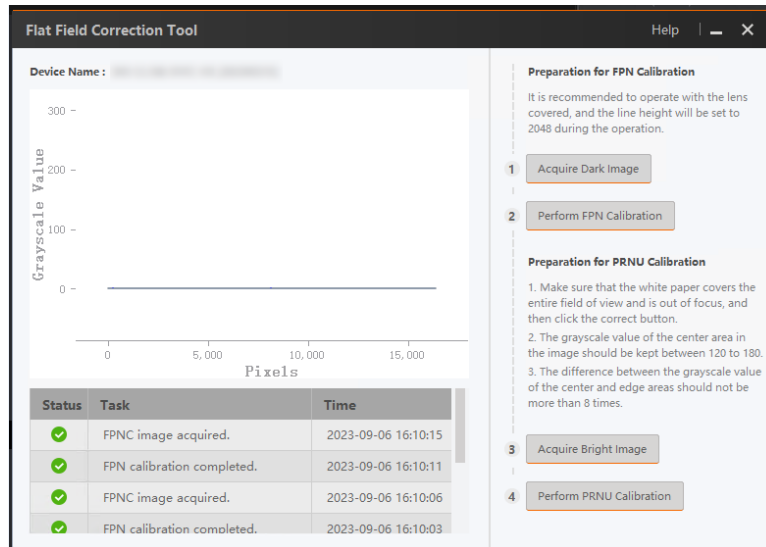 Flat Field Correction Tool
Help
Device Name :
300
200
100
0
Grayscale Value
0
5,000
10,000
15,000
Pixels
Status Task Time
FPNC image acquired. 2023-09-06 16:10:15
FPN calibration completed. 2023-09-06 16:10:11
FPNC image acquired. 2023-09-06 16:10:06
FPN calibration completed. 2023-09-06 16:10:03
Preparation for FPN Calibration
It is recommended to operate with the lens
covered, and the line height will be set to
2048 during the operation.
1 Acquire Dark Image
2 Perform FPN Calibration
Preparation for PRNU Calibration
1. Make sure that the white paper covers the
entire field of view and is out of focus, and
then click the correct button.
2. The grayscale value of the center area in
the image should be kept between 120 to 180.
3. The difference between the grayscale value
of the center and edge areas should not be
more than 8 times.
3 Acquire Bright Image
4 Perform PRNU Calibration